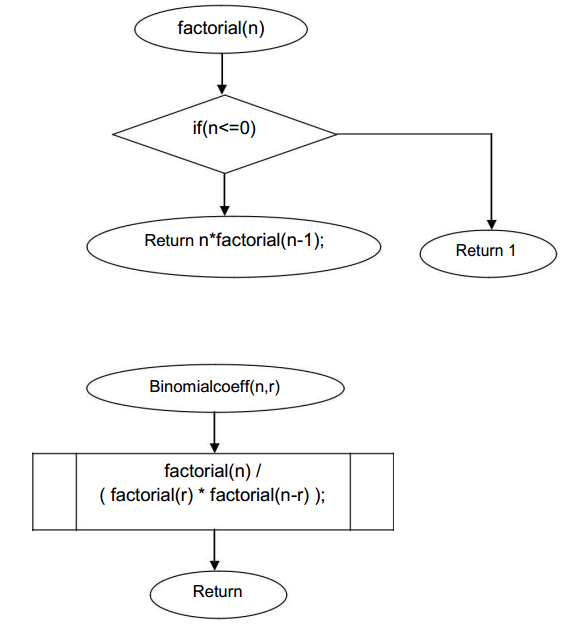 factorial(n)
if(n<=0)
Return n*factorial(n-1);
Return 1
Binomialcoeff(n,r)
factorial(n) /
( factorial(r) * factorial(n-r) );
Return